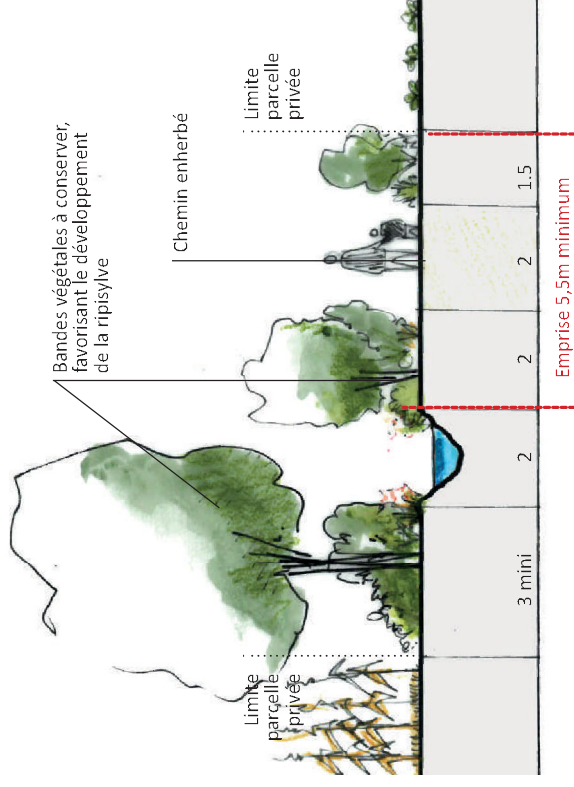 Bandes végétales à conserver,
favorisant le développement
de la ripisylve
Chemin enherbé
Limite
parcelle
privée
Limite
parcelle
privée
3 mini
2
2
2
1.5
Emprise 5,5m minimum